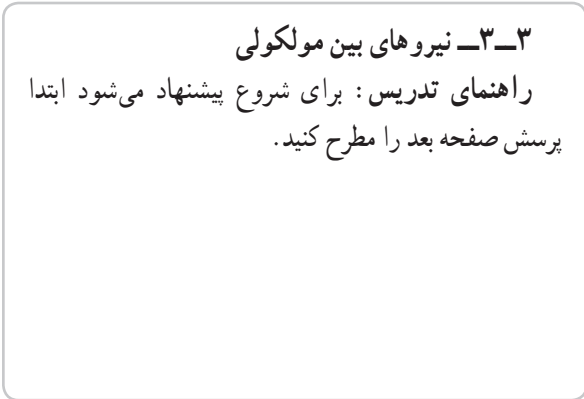 ۳ــ۳ــ نیروهای بین مولکولی
راهنمای تدریس : برای شروع پیشنهاد می‌شود ابتدا
پرسش صفحه بعد را مطرح کنید.